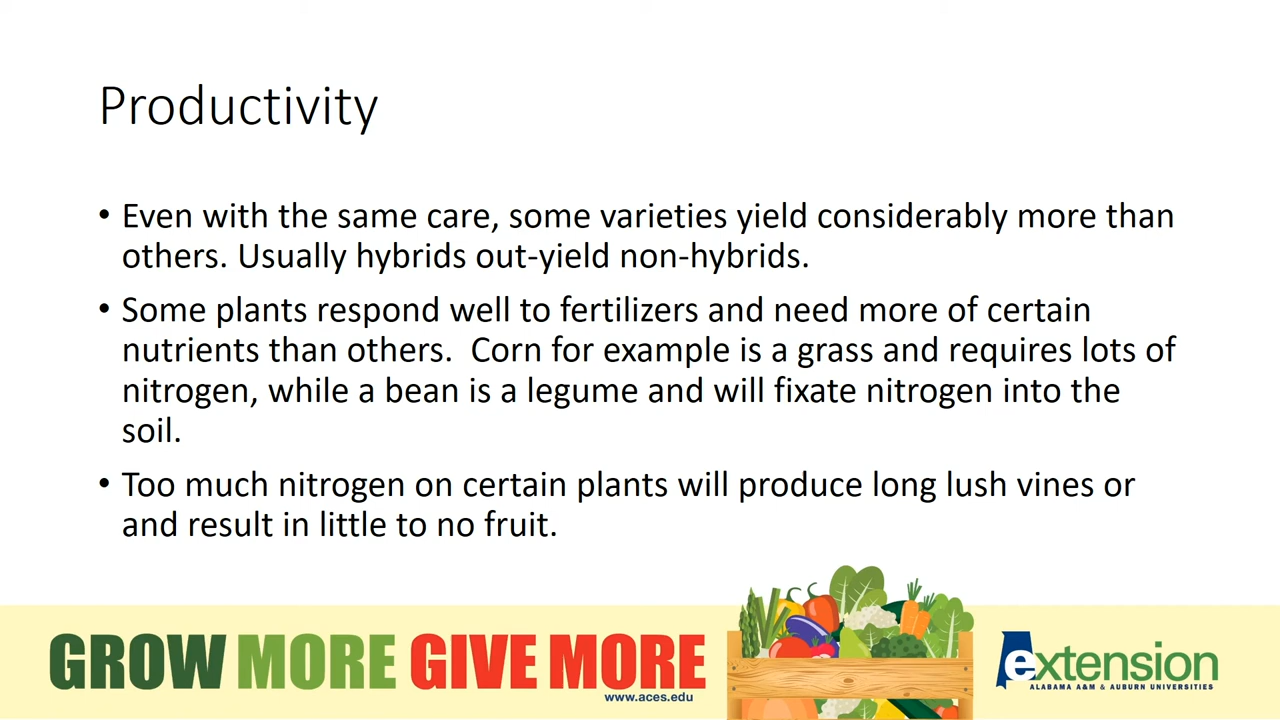 Productivity
• Even with the same care, some varieties yield considerably more than
others. Usually hybrids out-yield non-hybrids.
• Some plants respond well to fertilizers and need more of certain
nutrients than others.  Corn for example is a grass and requires lots of
nitrogen, while a bean is a legume and will fixate nitrogen into the
soil.
• Too much nitrogen on certain plants will produce long lush vines or
and result in little to no fruit.
GROW MORE GIVE MORE
www.aces.edu
extension
ALABAMA A&M & AUBURN UNIVERSITIES